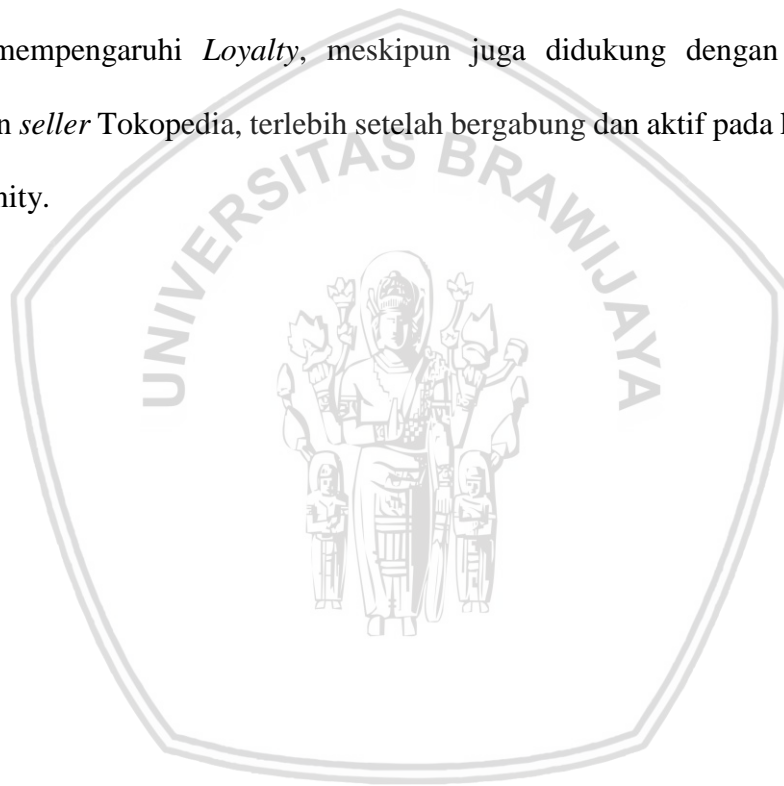 mempengaruhi Loyalty, meskipun juga didukung dengan
n seller Tokopedia, terlebih setelah bergabung dan aktif pada
nity.
UNIVERSITAS BRAWIJAYA